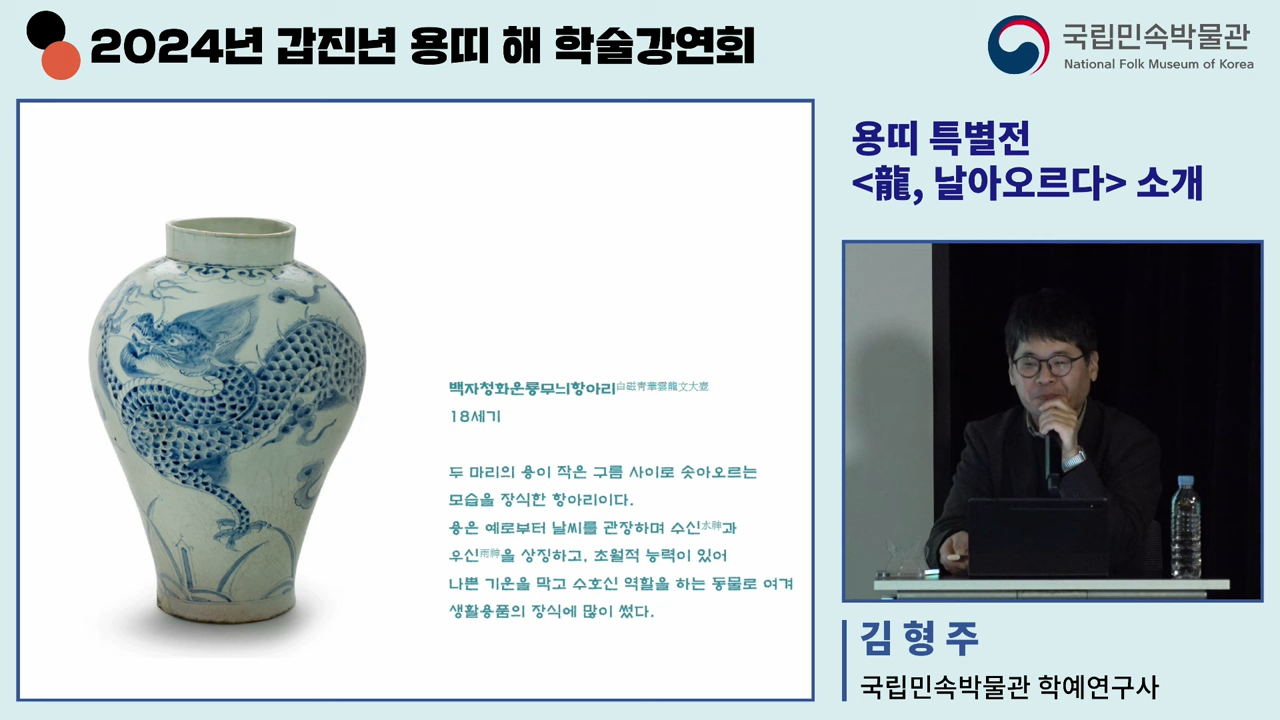 2024년 갑진년 용띠 해 학술강연회
국립민속박물관
National Folk Museum of Korea
용띠 특별전
<龍, 날아오르다> 소개
백자청화운룡무늬항아리白磁靑華雲龍文大壺
18세기
두 마리의 용이 작은 구름 사이로 솟아오르는
모습을 장식한 항아리이다.
용은 예로부터 날씨를 관장하며 수신水神과
우신雨神을 상징하고, 초월적 능력이 있어
나쁜 기운을 막고 수호신 역할을 하는 동물로 여겨
생활용품의 장식에 많이 썼다.
김형주
국립민속박물관 학예연구사